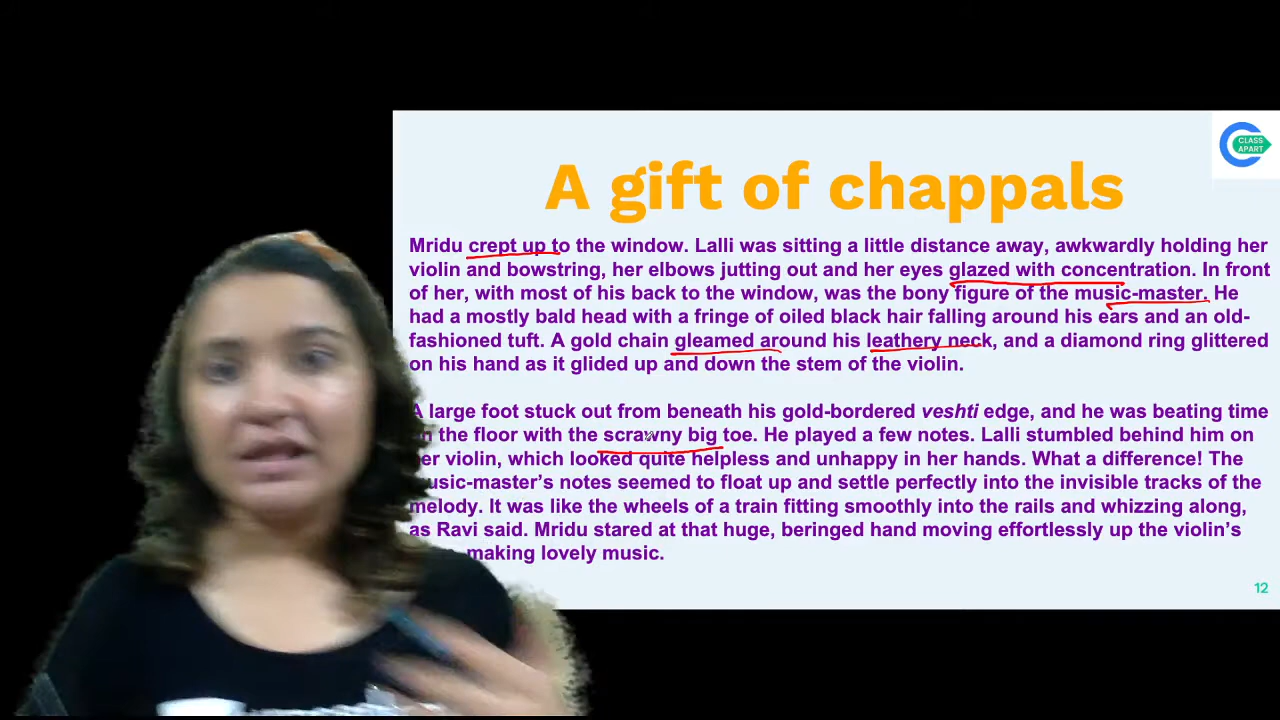 CLASS
APART
A gift of chappals
Mridu crept up to the window. Lalli was sitting a little distance away, awkwardly holding her
violin and bowstring, her elbows jutting out and her eyes glazed with concentration. In front
of her, with most of his back to the window, was the bony figure of the music-master. He
had a mostly bald head with a fringe of oiled black hair falling around his ears and an old-
fashioned tuft. A gold chain gleamed around his leathery neck, and a diamond ring glittered
on his hand as it glided up and down the stem of the violin.
A large foot stuck out from beneath his gold-bordered veshti edge, and he was beating time
the floor with the scrawny big toe. He played a few notes. Lalli stumbled behind him on
her violin, which looked quite helpless and unhappy in her hands. What a difference! The
music-master's notes seemed to float up and settle perfectly into the invisible tracks of the
melody. It was like the wheels of a train fitting smoothly into the rails and whizzing along,
as Ravi said. Mridu stared at that huge, beringed hand moving effortlessly up the violin's
making lovely music.
12